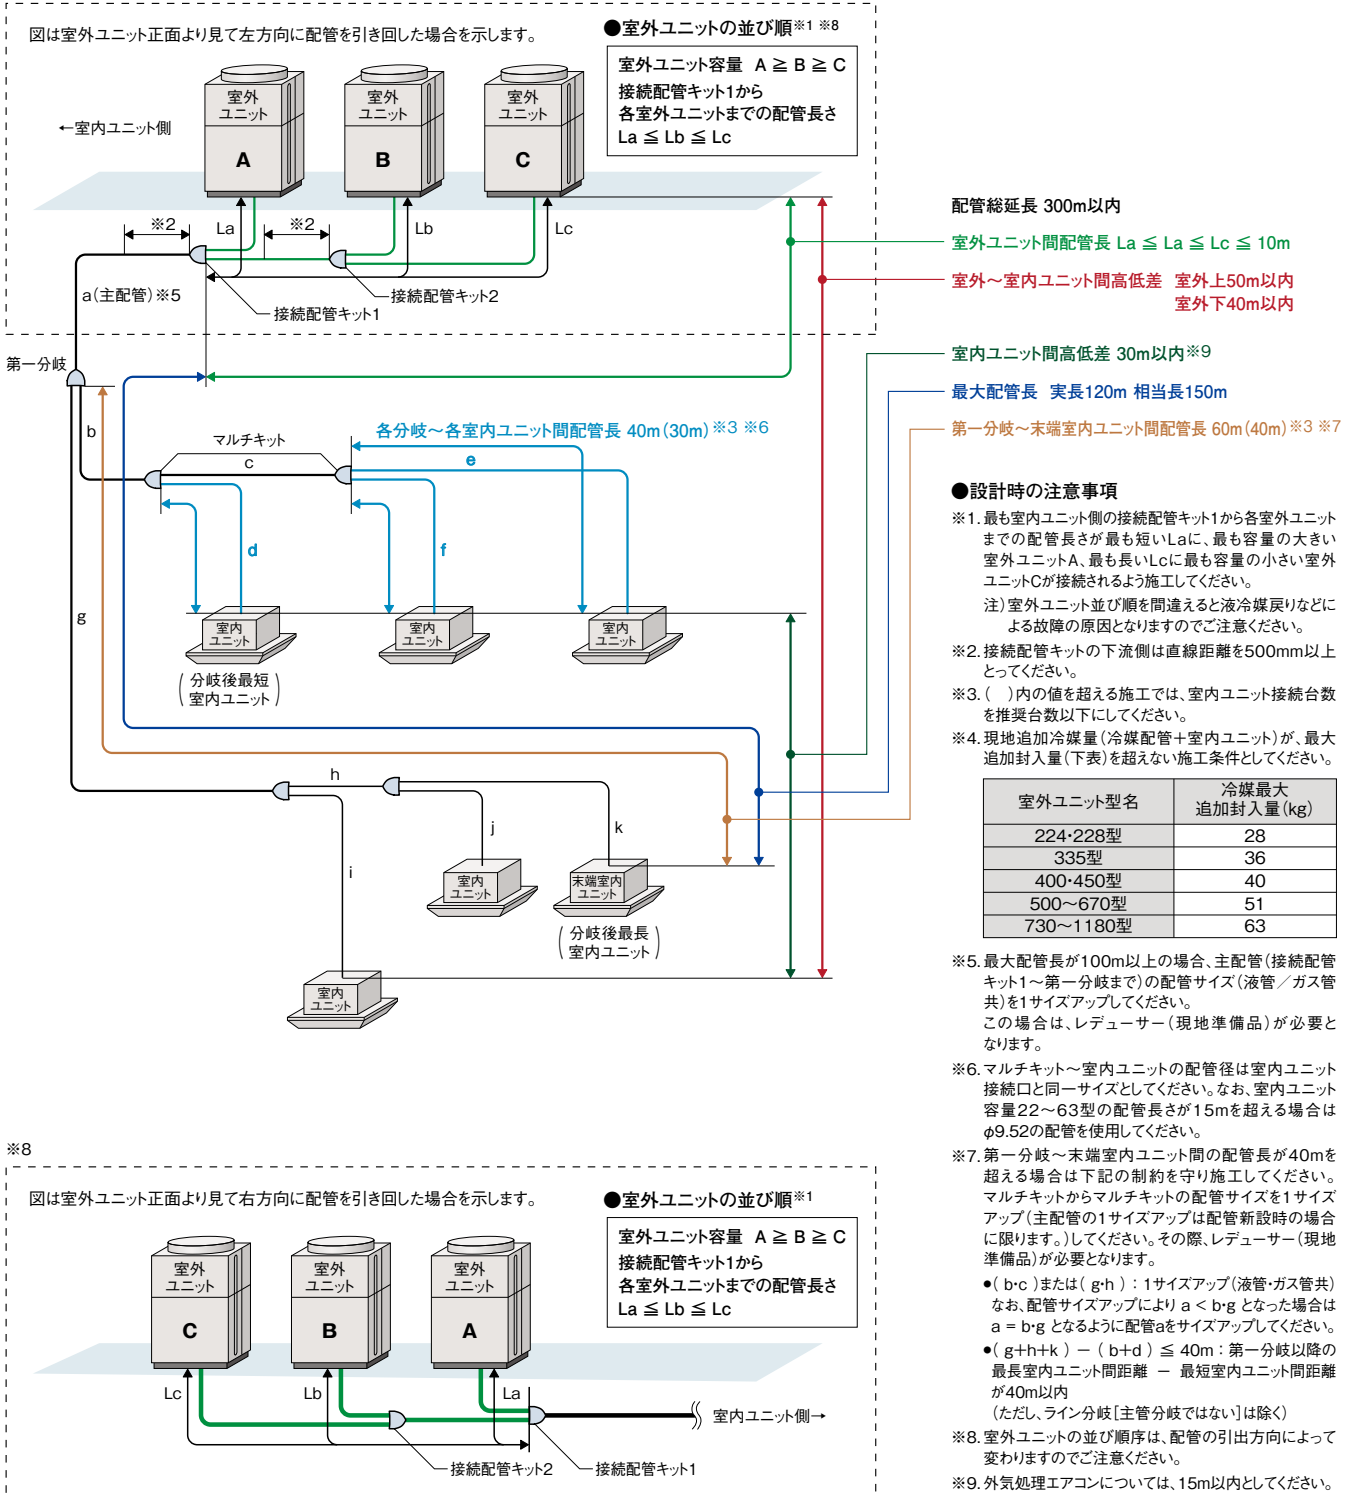 図は室外ユニット正面より見て左方向に配管を引き回した場合を示します。
●室外ユニットの並び順※1 ※8
室外ユニット容量 A ≧ B ≧ C
接続配管キット1から
各室外ユニットまでの配管長さ
La ≦ Lb ≦ Lc
室外
ユニット
A
室外
ユニット
B
室外
ユニット
C
←室内ユニット側
※2
La
※2
Lb
Lc
a(主配管)※5
接続配管キット2
接続配管キット1
第一分岐
配管総延長 300m以内
室外ユニット間配管長 La ≦ La ≦ Lc ≦ 10m
室外～室内ユニット間高低差 室外上50m以内
室外下40m以内
室内ユニット間高低差 30m以内※9
最大配管長 実長120m 相当長150m
第一分岐～末端室内ユニット間配管長 60m(40m)※3 ※7
b
マルチキット
各分岐～各室内ユニット間配管長 40m(30m)※3 ※6
c
e
d
f
g
室内
ユニット
(分岐後最短
室内ユニット)
室内
ユニット
室内
ユニット
h
j
k
i
室内
ユニット
末端室内
ユニット
(分岐後最長
室内ユニット)
室内
ユニット
●設計時の注意事項
※1.最も室内ユニット側の接続配管キット1から各室外ユニット
までの配管長さが最も短いLaに、最も容量の大きい
室外ユニットA、最も長いLcに最も容量の小さい室外
ユニットCが接続されるよう施工してください。
注)室外ユニット並び順を間違えると液冷媒戻りなどに
よる故障の原因となりますのでご注意ください。
※2.接続配管キットの下流側は直線距離を500mm以上
とってください。
※3.( )内の値を超える施工では、室内ユニット接続台数
を推奨台数以下にしてください。
※4.現地追加冷媒量(冷媒配管＋室内ユニット)が、最大
追加封入量(下表)を超えない施工条件としてください。
室外ユニット型名 冷媒最大
追加封入量(kg)
224・228型 28
335型 36
400・450型 40
500～670型 51
730～1180型 63
※5.最大配管長が100m以上の場合、主配管(接続配管
キット1～第一分岐まで)の配管サイズ(液管／ガス管
共)を1サイズアップしてください。
この場合は、レデューサー(現地準備品)が必要と
なります。
※6.マルチキット～室内ユニットの配管径は室内ユニット
接続口と同一サイズとしてください。なお、室内ユニット
容量22～63型の配管長さが15mを超える場合は
φ9.52の配管を使用してください。
※7.第一分岐～末端室内ユニット間の配管長が40mを
超える場合は下記の制約を守り施工してください。
マルチキットからマルチキットの配管サイズを1サイズ
アップ(主配管の1サイズアップは配管新設時の場合
に限ります。)してください。その際、レデューサー(現地
準備品)が必要となります。
●( b・c )または( g・h )：1サイズアップ(液管・ガス管共)
なお、配管サイズアップにより a < b・g となった場合は
a = b・g となるように配管aをサイズアップしてください。
●( g+h+k ) − ( b+d ) ≦ 40m：第一分岐以降の
最長室内ユニット間距離 − 最短室内ユニット間距離
が40m以内
(ただし、ライン分岐[主管分岐ではない]は除く)
※8.室外ユニットの並び順序は、配管の引出方向によって
変わりますのでご注意ください。
※9.外気処理エアコンについては、15m以内としてください。
※8
図は室外ユニット正面より見て右方向に配管を引き回した場合を示します。
●室外ユニットの並び順※1
室外ユニット容量 A ≧ B ≧ C
接続配管キット1から
各室外ユニットまでの配管長さ
La ≦ Lb ≦ Lc
室外
ユニット
C
室外
ユニット
B
室外
ユニット
A
Lc
Lb
La
室内ユニット側→
接続配管キット2
接続配管キット1